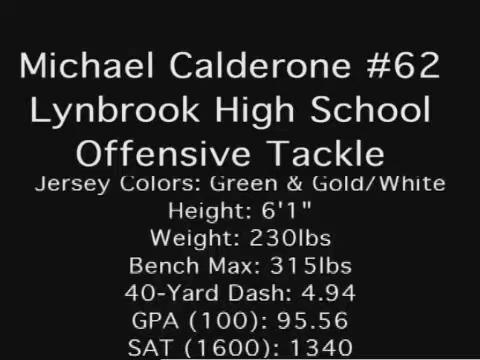 Michael Calderone #62
Lynbrook High School
Offensive Tackle
Jersey Colors: Green & Gold/White
Height: 6'1"
Weight: 230lbs
Bench Max: 315lbs
40-Yard Dash: 4.94
GPA (100): 95.56
SAT (1600): 1340